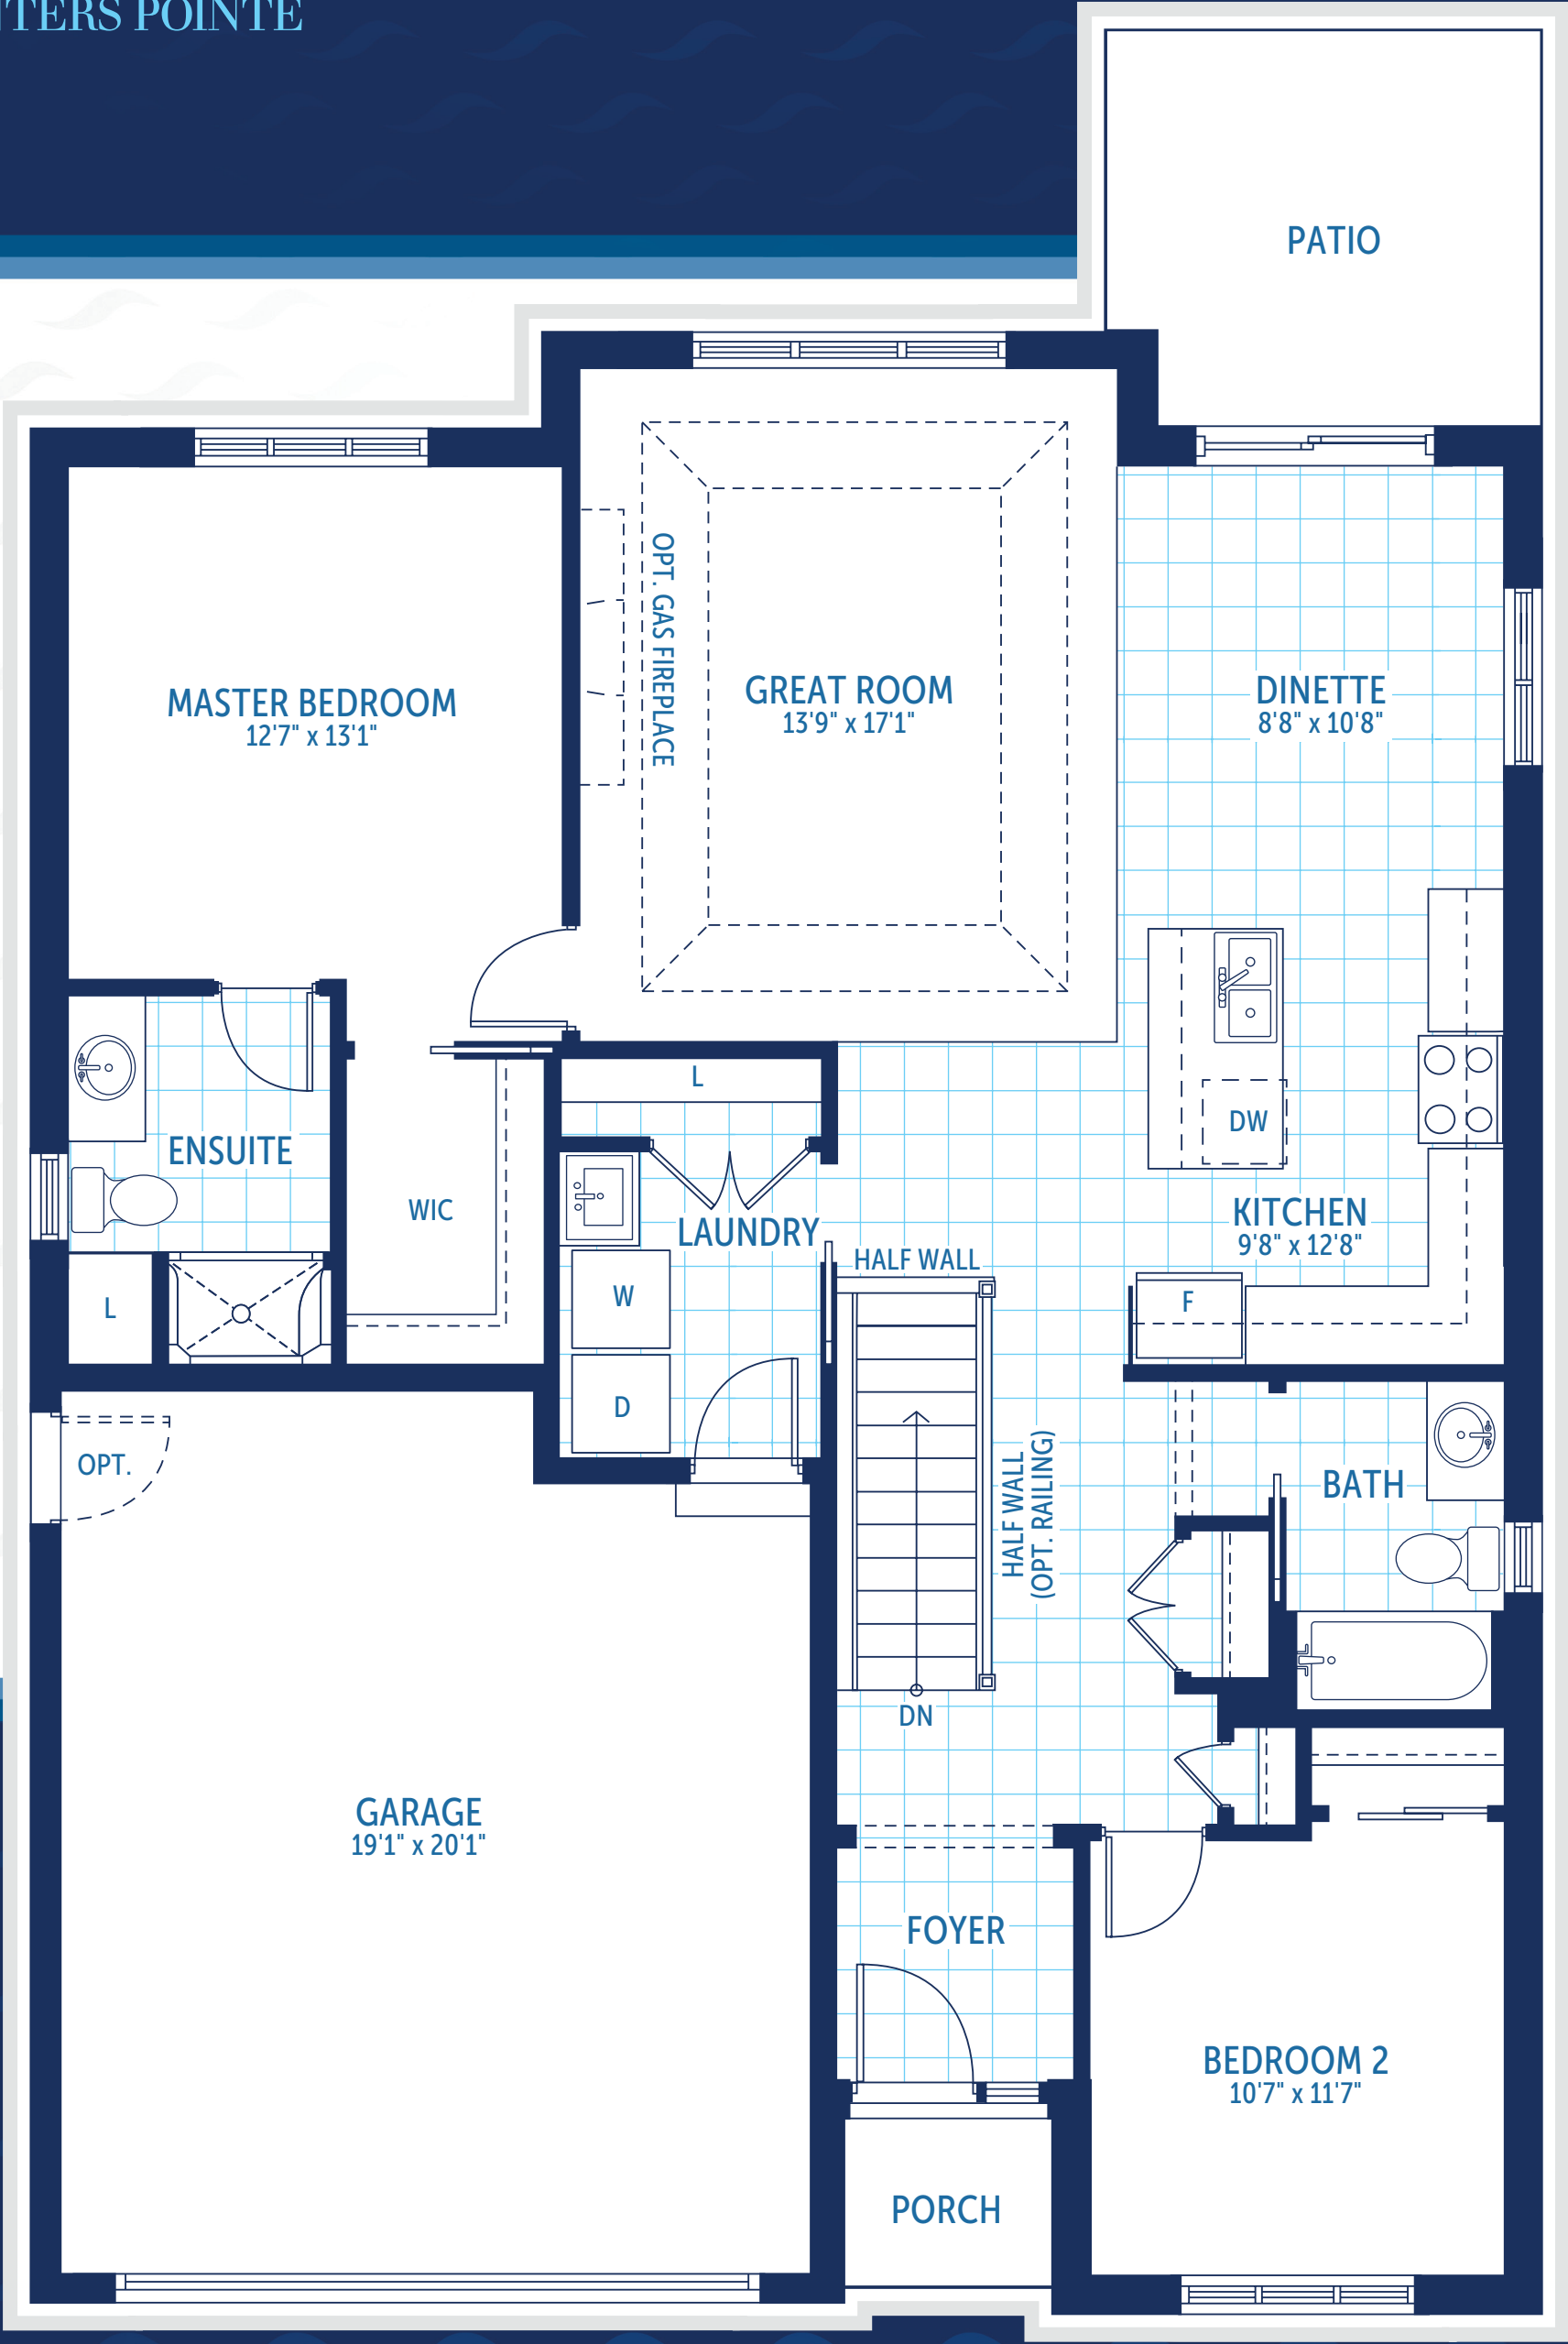 POINTE
PATIO
MASTER BEDROOM
12'7" x 13'1"
OPT. GAS FIREPLACE
GREAT ROOM
13'9" x 17'1"
DINETTE
8'8" x 10'8"
L
DW
ENSUITE
WIC
LAUNDRY
KITCHEN
9'8" x 12'8"
HALF WALL
L
W
F
D
OPT.
HALF WALL
(OPT. RAILING)
BATH
DN
GARAGE
19'1" x 20'1"
FOYER
BEDROOM 2
10'7" x 11'7"
PORCH